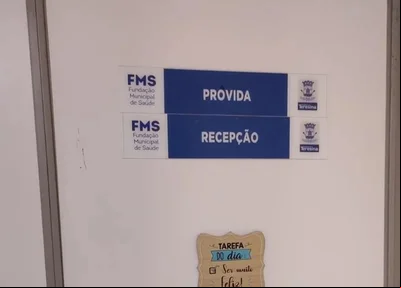 FMS
Fundação
Municipal
de Saúde
PROVIDA
Teresina
FMS
Fundação
Municipal
de Saúde
RECEPÇÃO
Teresina
TAREFA
DO dia
Ser muito
feliz!